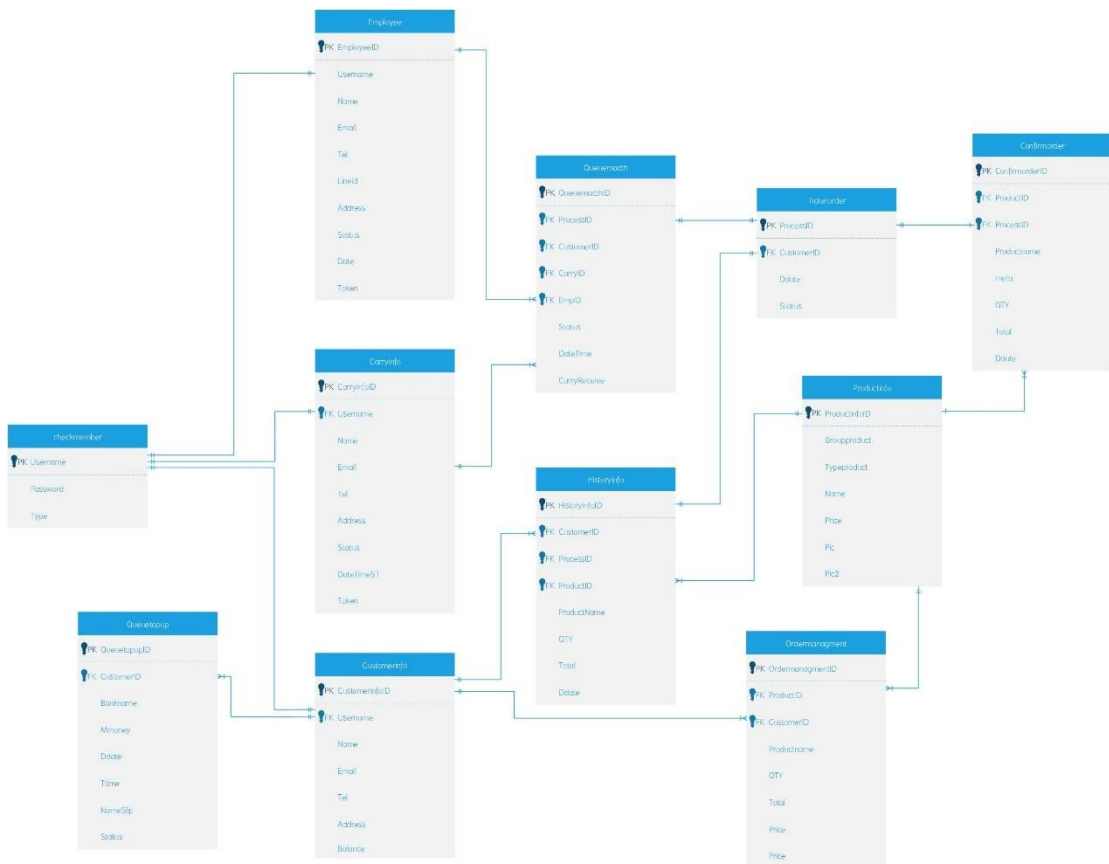 Employee
PK EmployeeID
Username
Name
Email
Tel
Lineid
Address
Status
Date
Token
Queuemacth
PK QueuemacthID
FK ProcessID
FK CustomerID
FK CarryID
FK EmpID
Status
DateTime
CurryReceive
Ticketorder
PK ProcessID
FK CustomerID
Ddate
Status
Confirmorder
PK ConfirmorderID
FK ProductID
FK ProcessID
Productname
QTY
Total
Ddate
Carryinfo
PK CarryinfoID
FK Username
Name
Email
Tel
Address
Status
Token
checkmember
PK Username
Password
Type
Productinfo
PK ProductinfoID
Groupproduct
Typeproduct
Name
Price
Pic
Pic2
Historyinfo
PK HistoryinfoID
FK CustomerID
FK ProcessID
FK ProductID
ProductName
QTY
Total
Ddate
Queuetopup
PK QueuetopupID
FK CustomerID
Bankname
Mmoney
Ddate
Ttime
NameSlip
Status
Customerinfo
PK CustomerinfoID
FK Username
Name
Email
Tel
Address
Balance
Ordermanagment
PK OrdermanagmentID
FK ProductID
FK CustomerID
Productname
QTY
Total
Price
Price